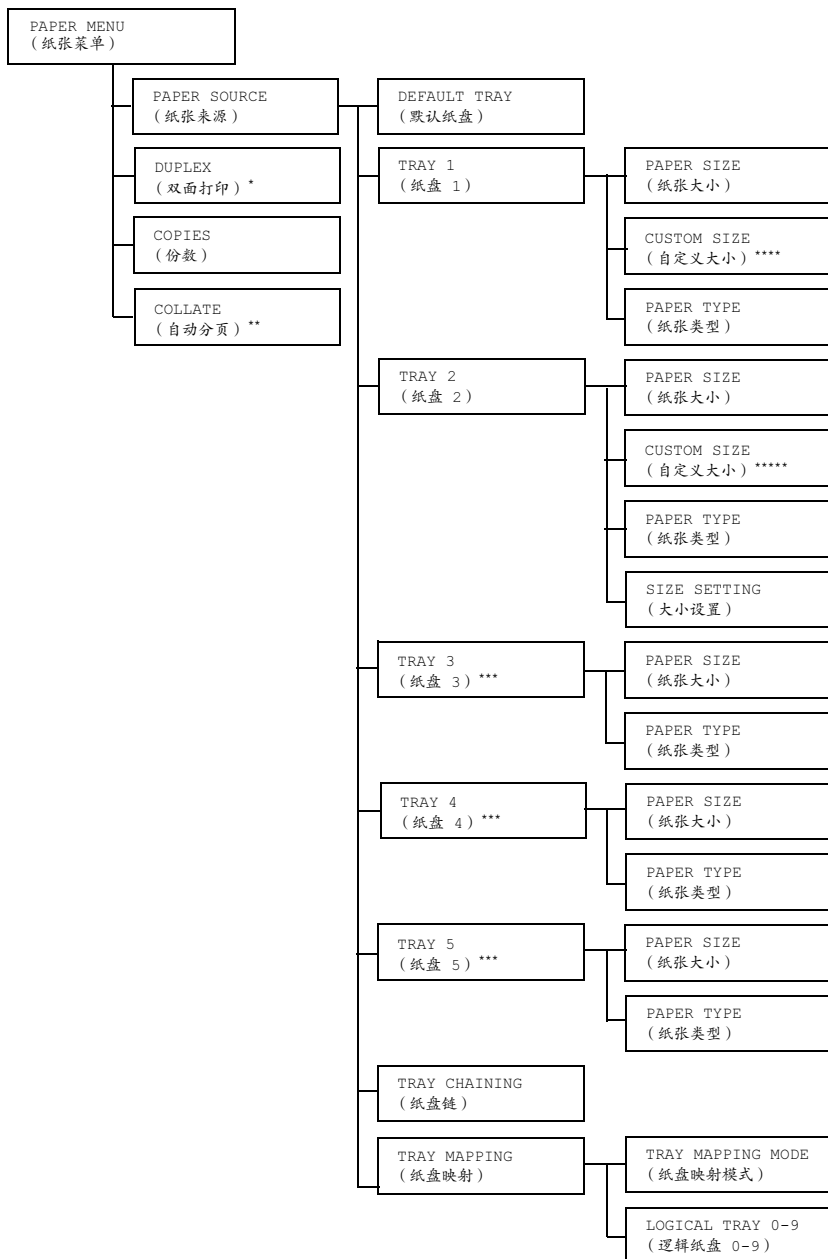 PAPER MENU
（纸张菜单）
PAPER SOURCE
（纸张来源）
DUPLEX
（双面打印）*
COPIES
（份数）
COLLATE
（自动分页）**
DEFAULT TRAY
（默认纸盘）
TRAY 1
（纸盘 1）
PAPER SIZE
（纸张大小）
CUSTOM SIZE
（自定义大小）****
PAPER TYPE
（纸张类型）
TRAY 2
（纸盘 2）
PAPER SIZE
（纸张大小）
CUSTOM SIZE
（自定义大小）*****
PAPER TYPE
（纸张类型）
SIZE SETTING
（大小设置）
TRAY 3
（纸盘 3）***
PAPER SIZE
（纸张大小）
PAPER TYPE
（纸张类型）
TRAY 4
（纸盘 4）***
PAPER SIZE
（纸张大小）
PAPER TYPE
（纸张类型）
TRAY 5
（纸盘 5）***
PAPER SIZE
（纸张大小）
PAPER TYPE
（纸张类型）
TRAY CHAINING
（纸盘链）
TRAY MAPPING
（纸盘映射）
TRAY MAPPING MODE
（纸盘映射模式）
LOGICAL TRAY 0-9
（逻辑纸盘 0-9）